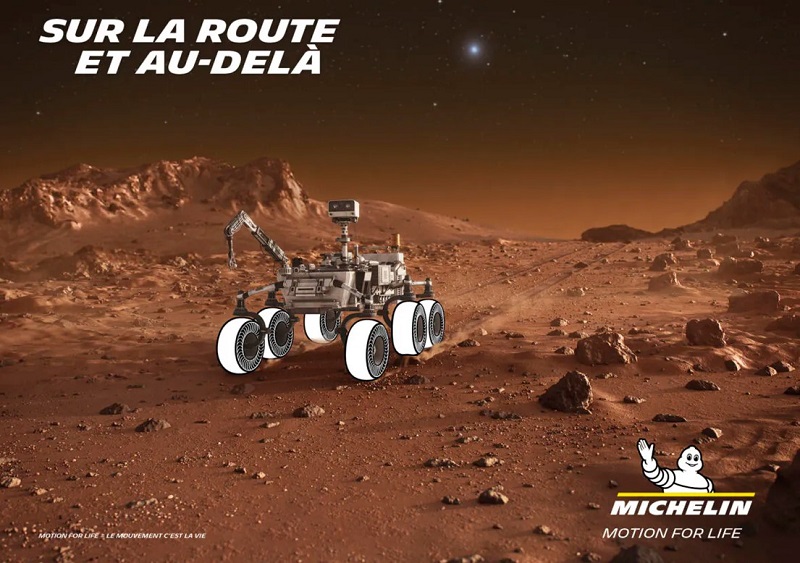 SUR LA ROUTE
ET AU-DELÀ
MICHELIN
MOTION FOR LIFE
MOTION FOR LIFE = LE MOUVEMENT C'EST LA VIE